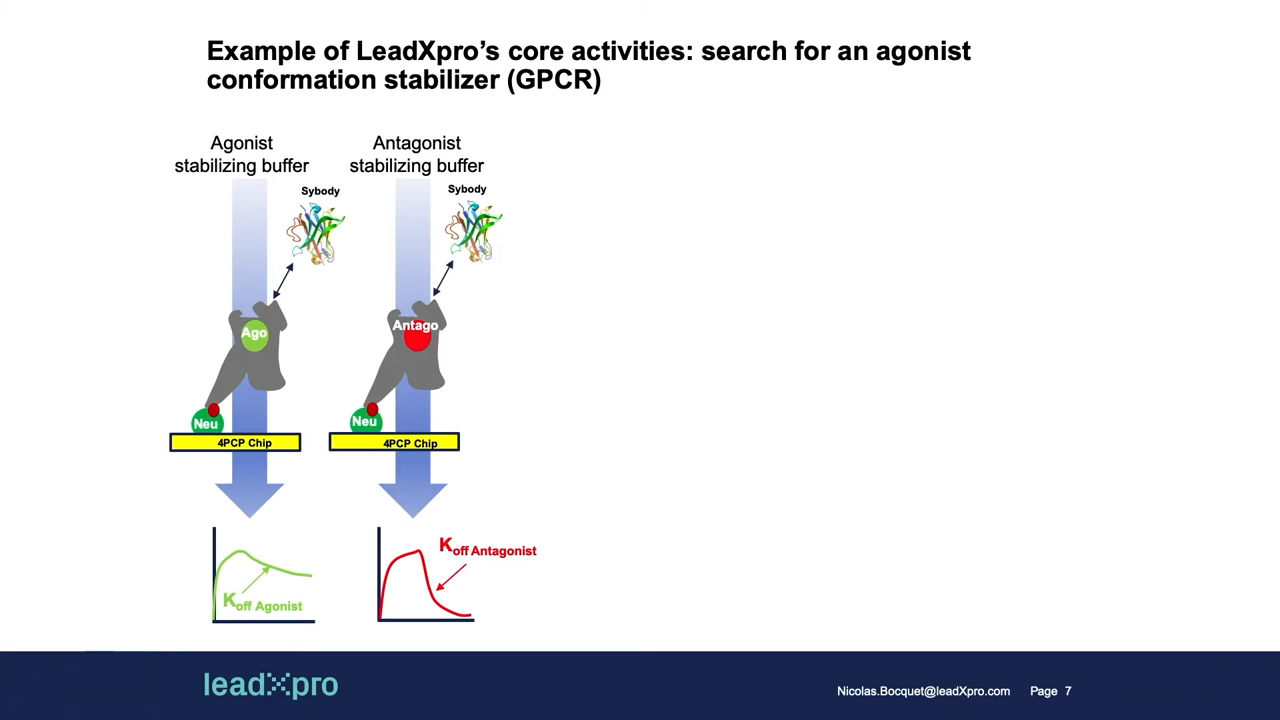 Example of LeadXpro’s core activities: search for an agonist
conformation stabilizer (GPCR)
Agonist
stabilizing buffer
Sybody
Ago
Neu
4PCP Chip
Koff Agonist
Antagonist
stabilizing buffer
Sybody
Antago
Neu
4PCP Chip
Koff Antagonist
leadXpro
Nicolas.Bocquet@leadXpro.com Page 7